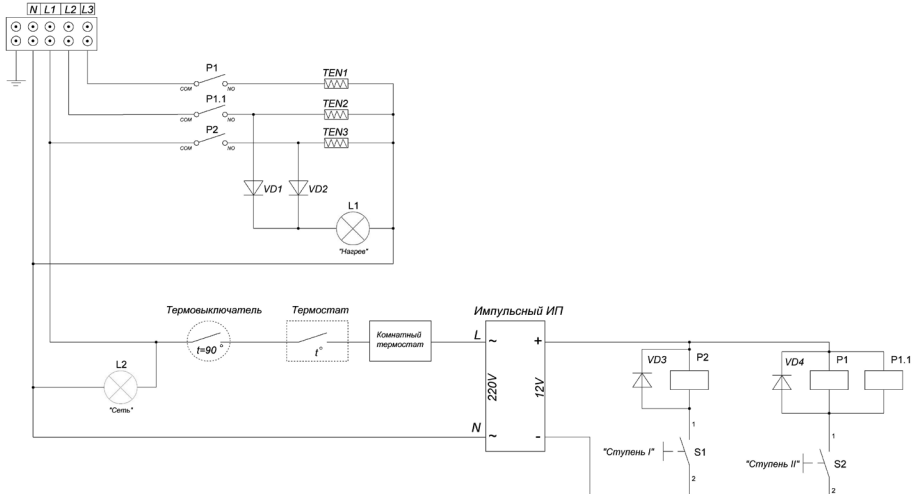 N L1 L2 L3
P1
COM NO
TEN1
P1.1
COM NO
TEN2
P2
COM NO
TEN3
VD1 VD2
L1
"Нагрев"
Термовыключатель
t=90°
Термостат
t°
Комнатный
термостат
Импульсный ИП
L ~ +
220V 12V
N ~ -
L2
"Сеть"
VD3 P2
VD4 P1 P1.1
1
"Ступень I" S1
2
1
"Ступень II" S2
2